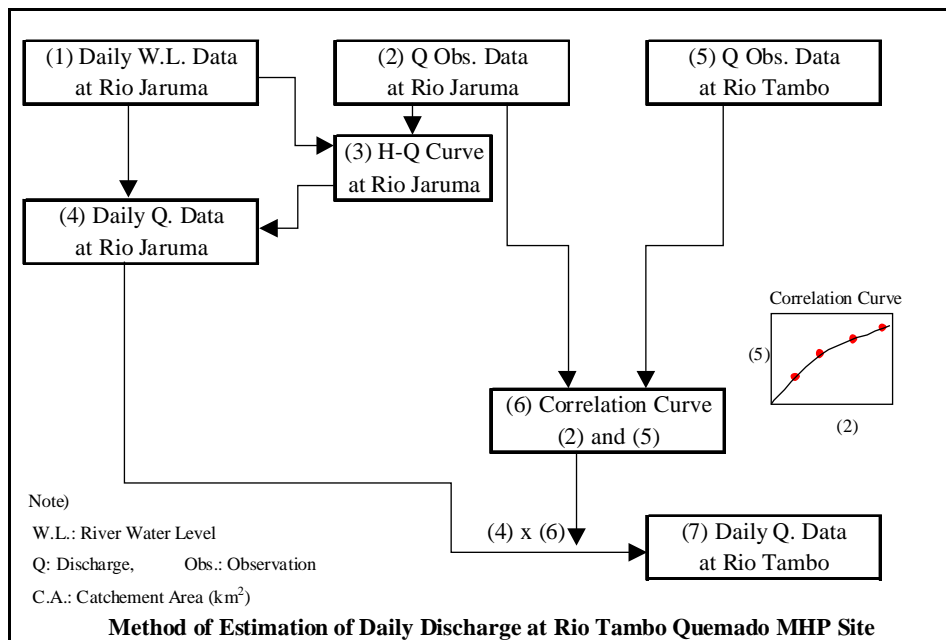 (1) Daily W.L. Data
at Rio Jaruma
(2) Q Obs. Data
at Rio Jaruma
(5) Q Obs. Data
at Rio Tambo
(3) H-Q Curve
at Rio Jaruma
(4) Daily Q. Data
at Rio Jaruma
Correlation Curve
(5)
(2)
(6) Correlation Curve
(2) and (5)
(4) x (6)
(7) Daily Q. Data
at Rio Tambo
Note)
W.L.: River Water Level
Q: Discharge, Obs.: Observation
C.A.: Catchement Area (km²)
Method of Estimation of Daily Discharge at Rio Tambo Quemado MHP Site